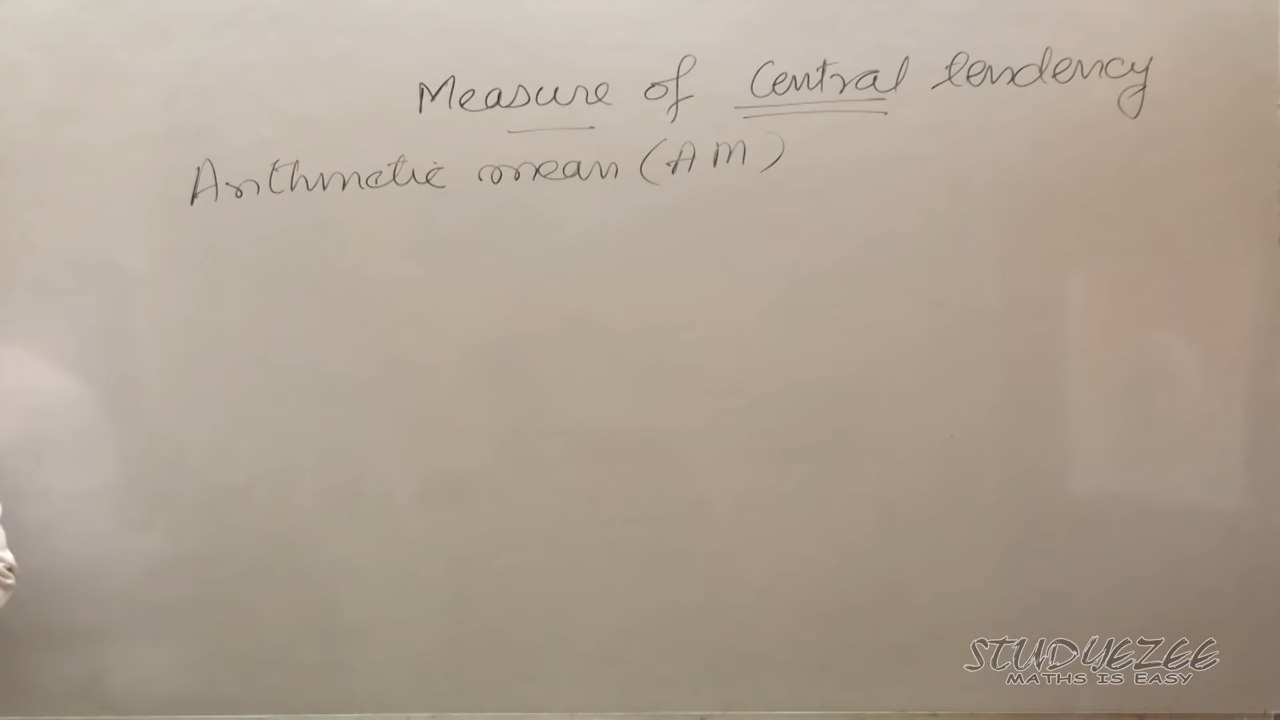 Measure of Central tendency
Arithmetic mean (AM)
STUDYEZEE
MATHS IS EASY